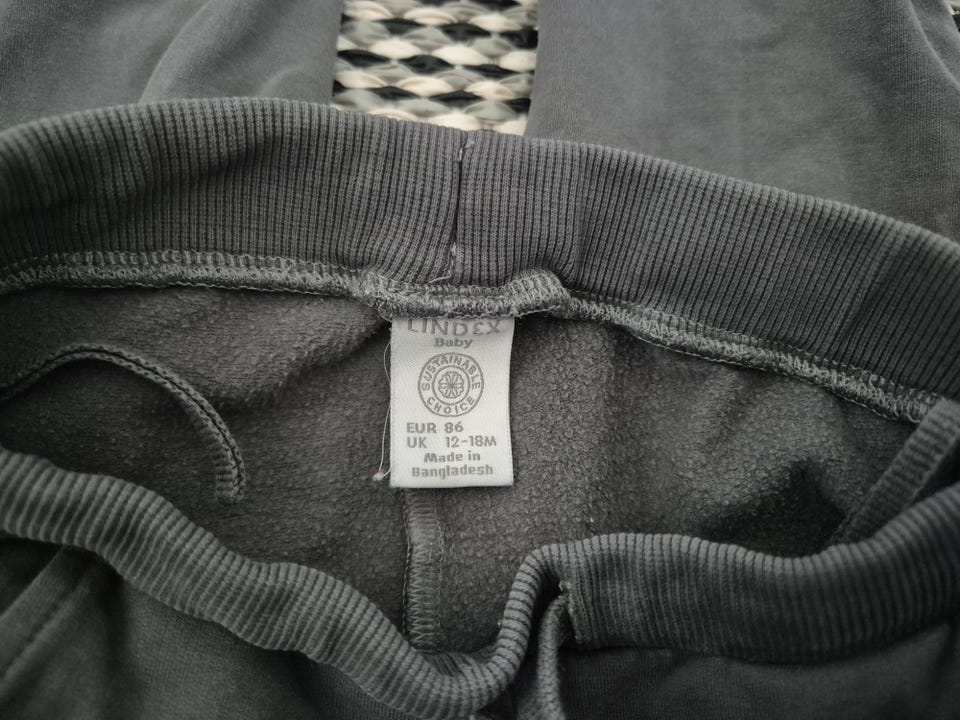 LINDEX
Baby
SUSTAINABLE
CHOICE
EUR 86
UK 12-18M
Made in
Bangladesh